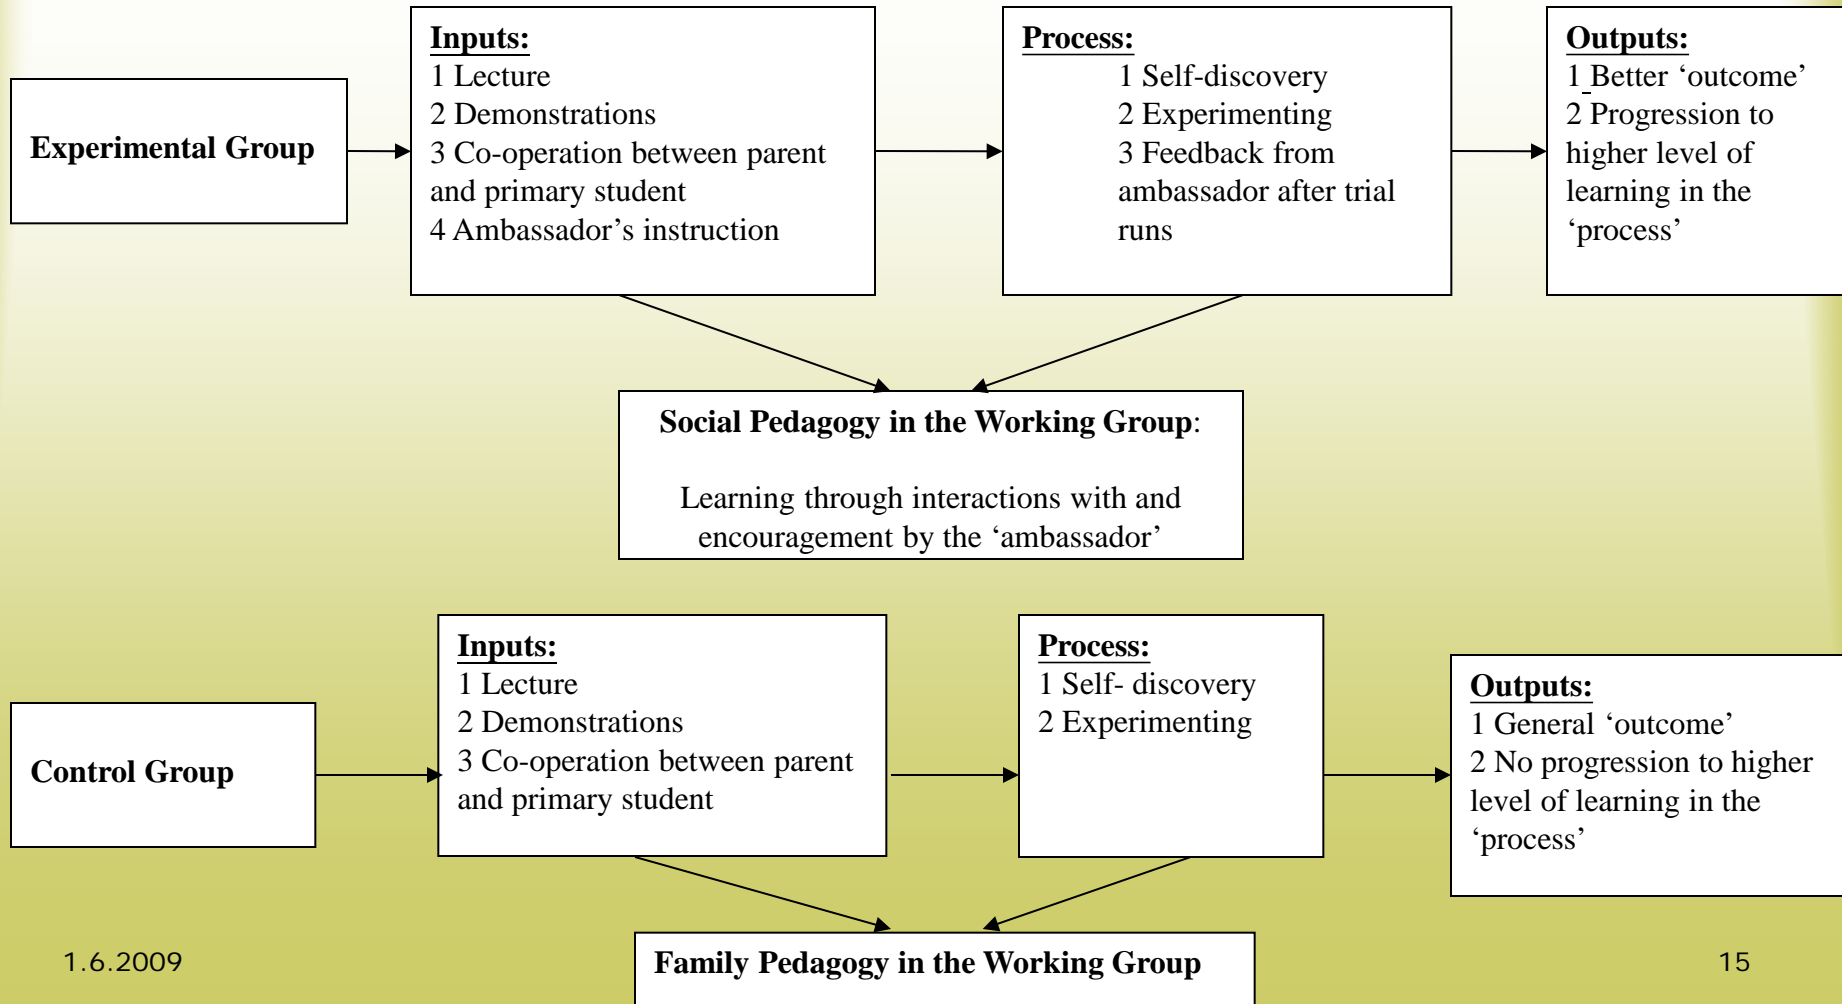 Experimental Group
Inputs:
1 Lecture
2 Demonstrations
3 Co-operation between parent
and primary student
4 Ambassador’s instruction
Process:
1 Self-discovery
2 Experimenting
3 Feedback from
ambassador after trial
runs
Outputs:
1 Better ‘outcome’
2 Progression to
higher level of
learning in the
‘process’
Social Pedagogy in the Working Group:
Learning through interactions with and
encouragement by the ‘ambassador’
Control Group
Inputs:
1 Lecture
2 Demonstrations
3 Co-operation between parent
and primary student
Process:
1 Self- discovery
2 Experimenting
Outputs:
1 General ‘outcome’
2 No progression to higher
level of learning in the
‘process’
Family Pedagogy in the Working Group
1.6.2009
15